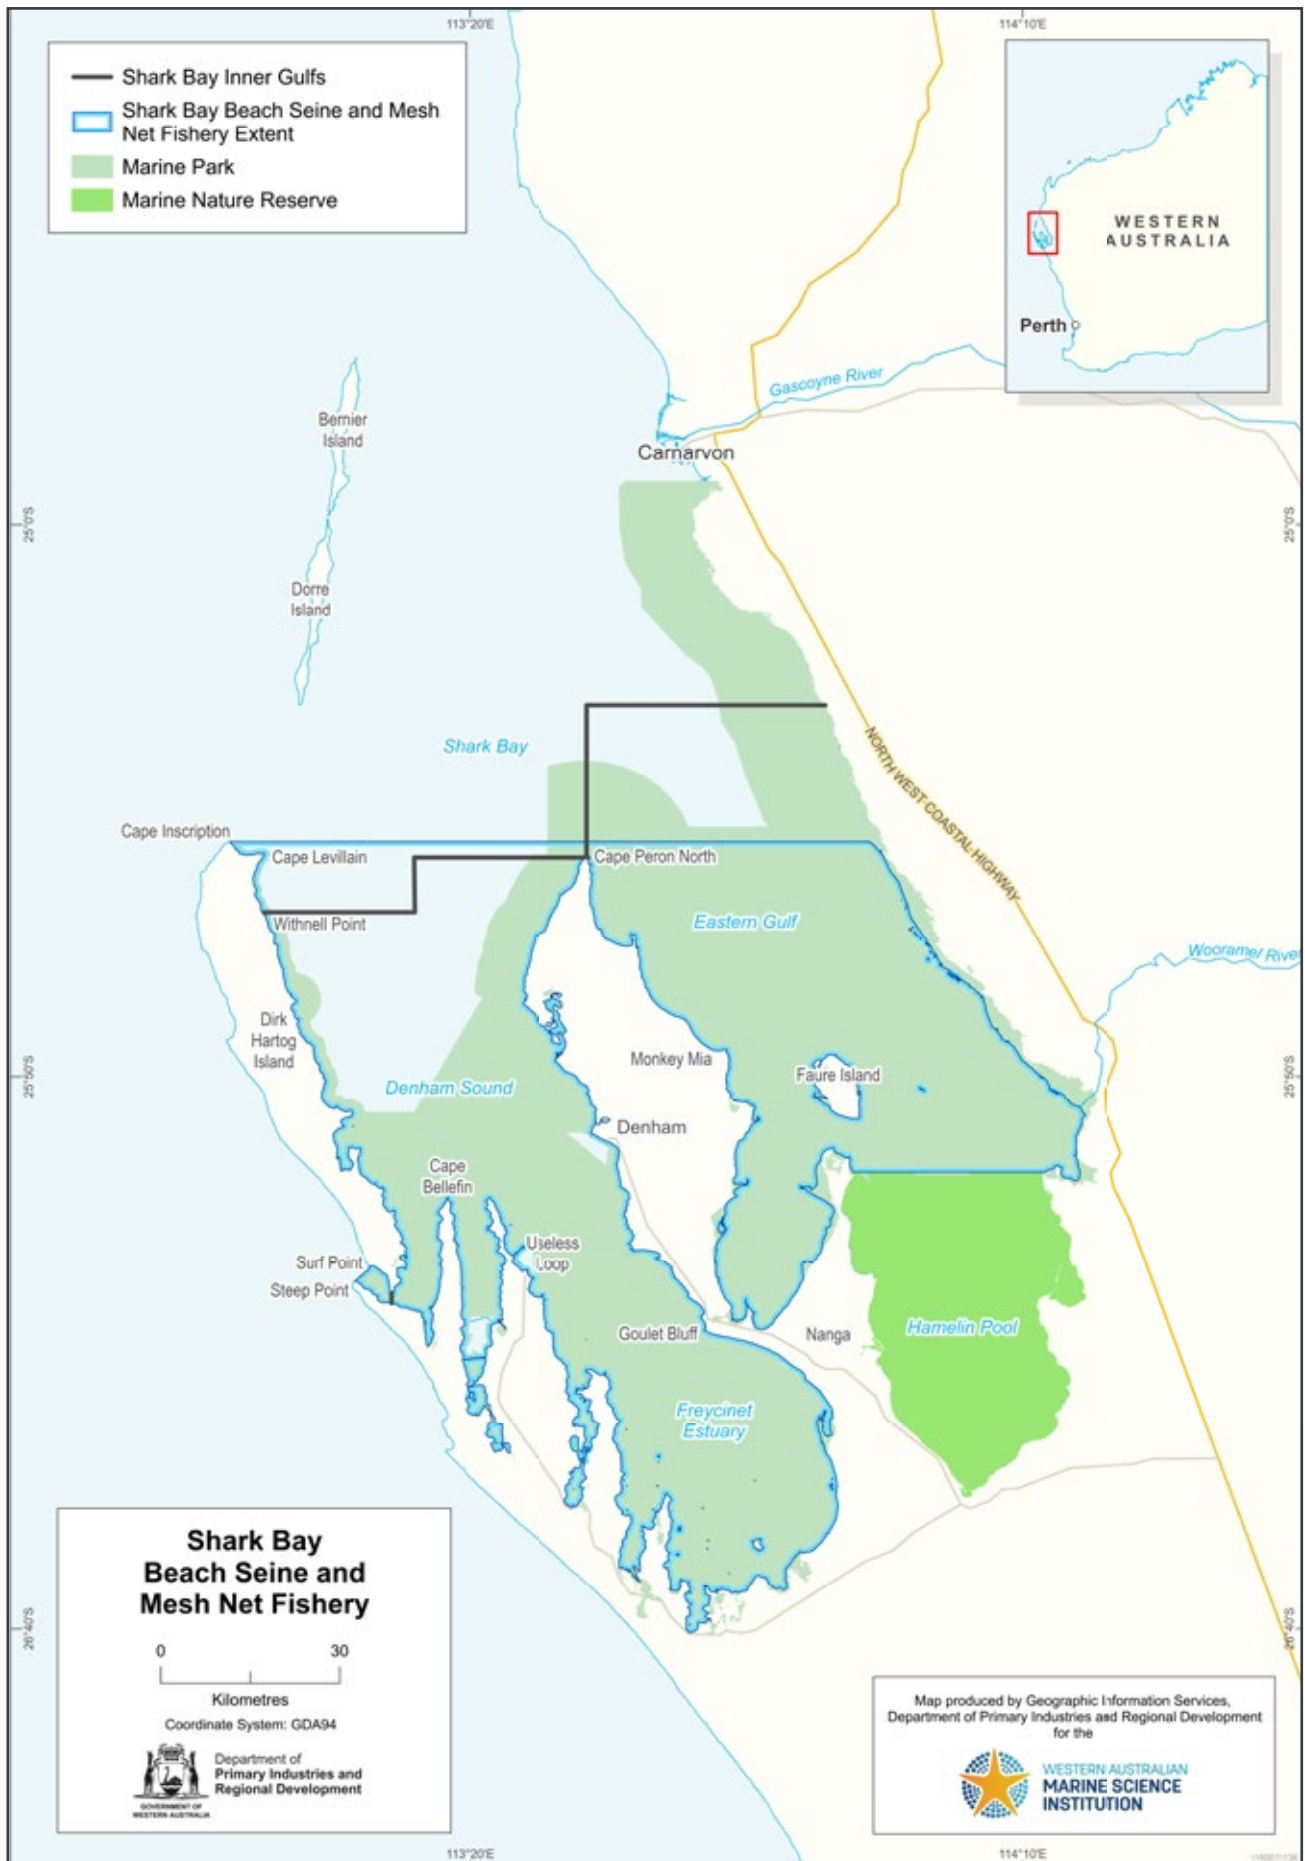 113°20'E
114°10'E
Shark Bay Inner Gulfs
Shark Bay Beach Seine and Mesh
Net Fishery Extent
Marine Park
Marine Nature Reserve
WESTERN
AUSTRALIA
Perth
Gascoyne River
Bernier
Island
Carnarvon
25°0'S
25°0'S
Dorre
Island
Shark Bay
NORTH WEST COASTAL HIGHWAY
Cape Inscription
Cape Levillain
Cape Peron North
Withnell Point
Eastern Gulf
Wooramel River
Dirk
Hartog
Island
Monkey Mia
Faure Island
25°50'S
25°50'S
Denham Sound
Denham
Cape
Bellefin
Useless
Loop
Surf Point
Steep Point
Goulet Bluff
Nanga
Hamelin Pool
Freycinet
Estuary
Shark Bay
Beach Seine and
Mesh Net Fishery
0 30
Kilometres
Coordinate System: GDA94
Department of
Primary Industries and
Regional Development
GOVERNMENT OF
WESTERN AUSTRALIA
26°40'S
26°40'S
Map produced by Geographic Information Services,
Department of Primary Industries and Regional Development
for the
WESTERN AUSTRALIAN
MARINE SCIENCE
INSTITUTION
113°20'E
114°10'E